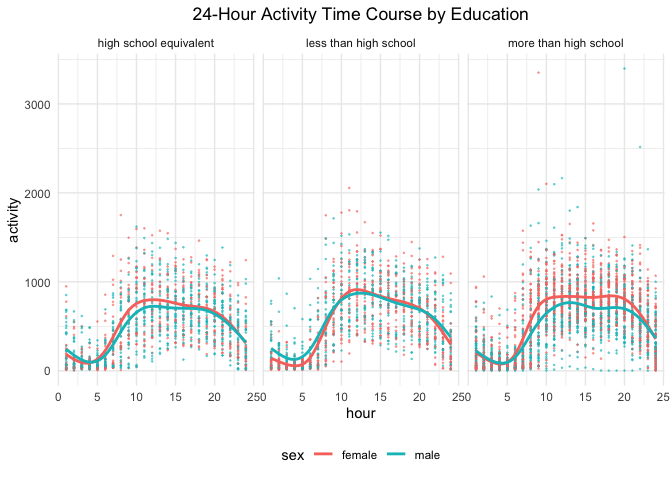 24-Hour Activity Time Course by Education
high school equivalent less than high school more than high school
3000
2000
1000
0
activity
0 5 10 15 20 25 0 5 10 15 20 25 0 5 10 15 20 25
hour
sex female male